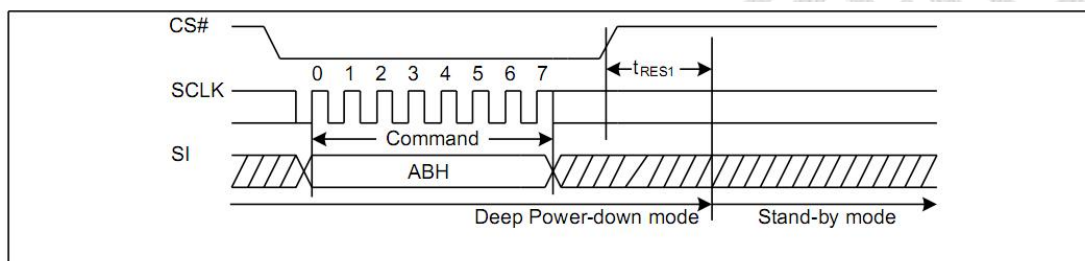 CS#
tRES1
0 1 2 3 4 5 6 7
SCLK
Command
SI
ABH
Deep Power-down mode Stand-by mode